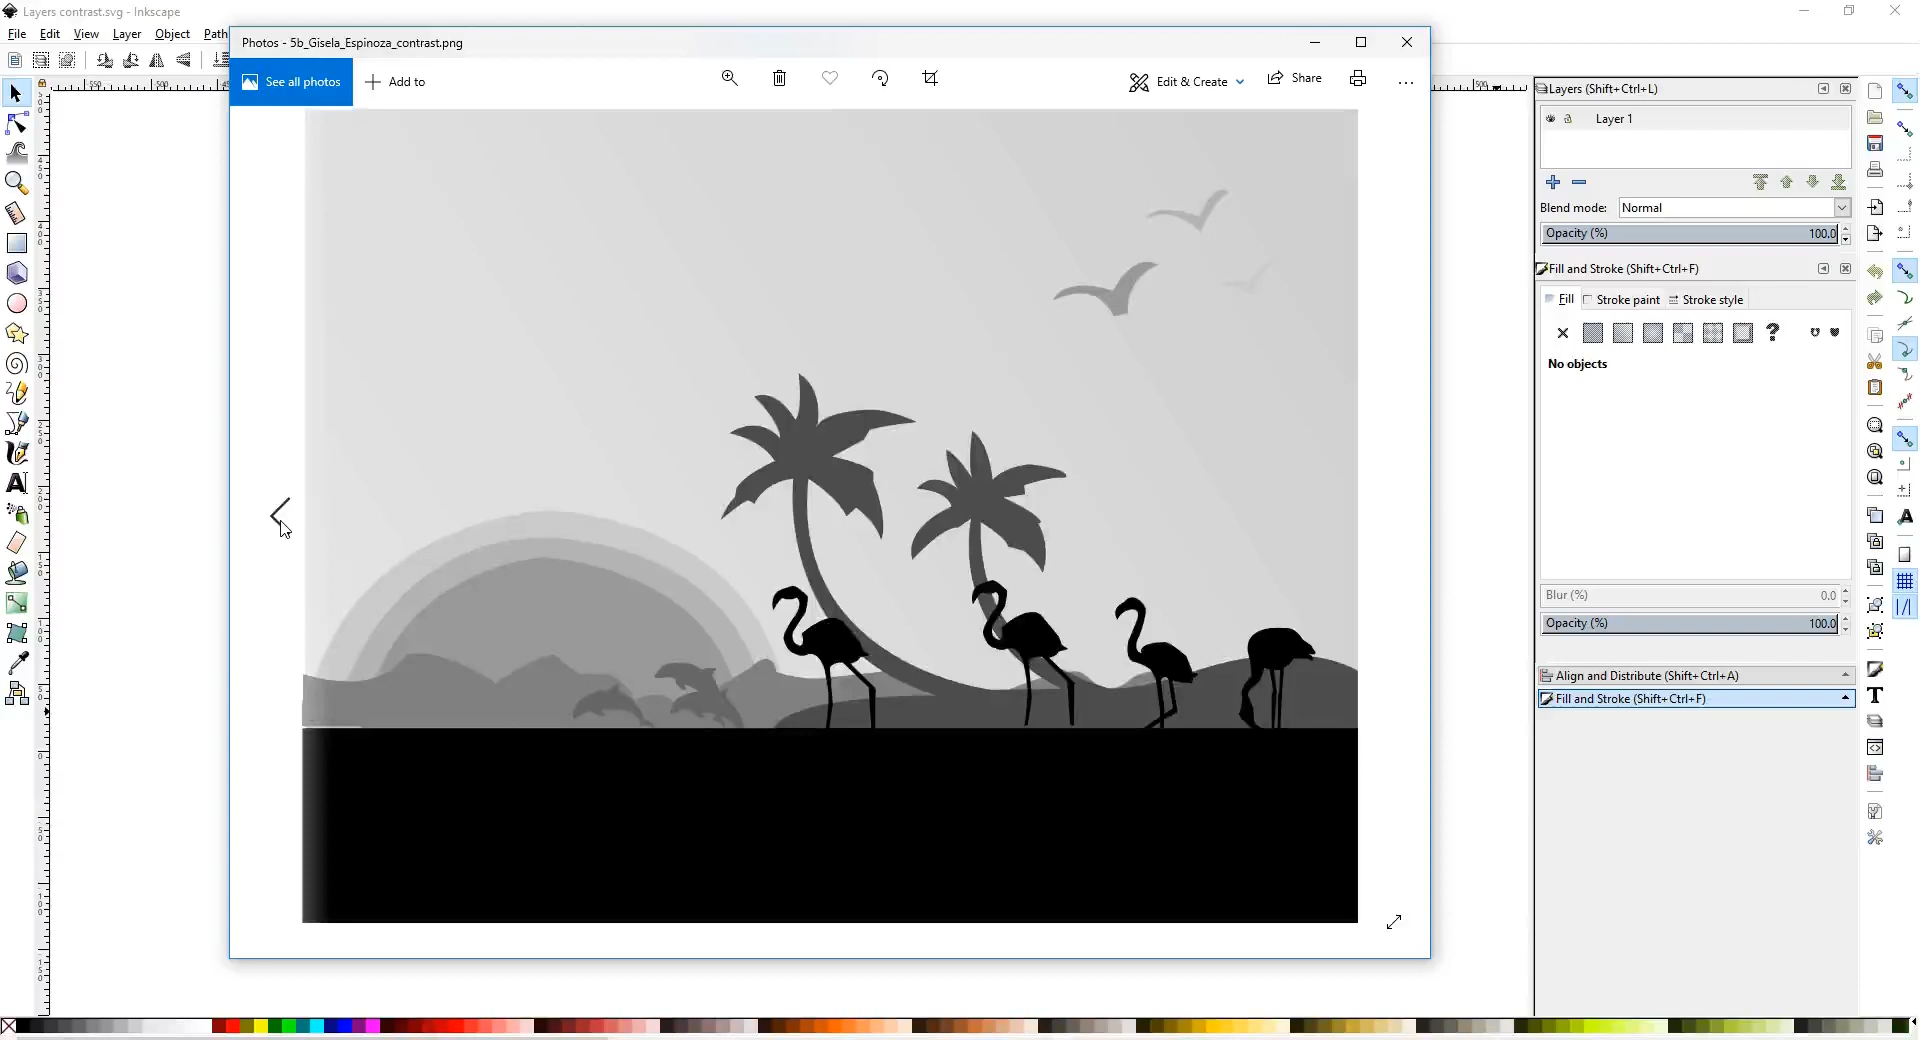 Layers contrast.svg - Inkscape
File Edit View Layer Object Path
Photos - 5b_Gisela_Espinoza_contrast.png
See all photos
Add to
Edit & Create
Share
Layers (Shift+Ctrl+L)
Layer 1
Blend mode: Normal
Opacity (%) 100.0
Fill and Stroke (Shift+Ctrl+F)
Fill Stroke paint Stroke style
No objects
Blur (%) 0.0
Opacity (%) 100.0
Align and Distribute (Shift+Ctrl+A)
Fill and Stroke (Shift+Ctrl+F)